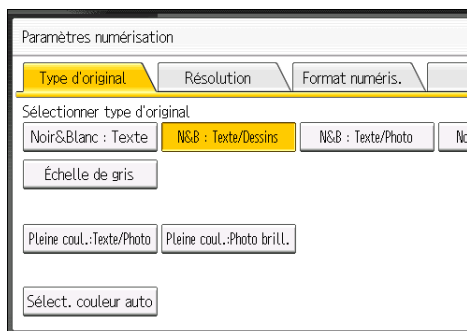 Paramètres numérisation
Type d'original Résolution Format numéris.
Sélectionner type d'original
Noir&Blanc : Texte N&B : Texte/Dessins N&B : Texte/Photo No
Échelle de gris
Pleine coul.:Texte/Photo Pleine coul.:Photo brill.
Sélect. couleur auto